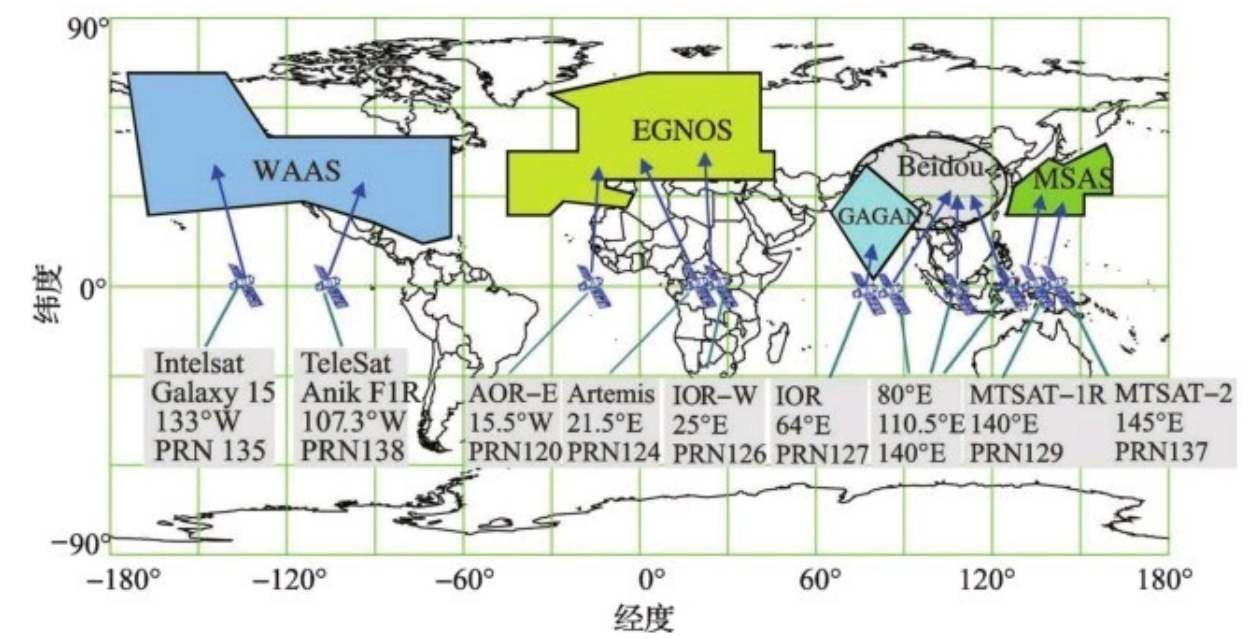 90°
EGNOS
WAAS
Beidou
MSAS
GAGAN
纬度
0°
Intelsat
Galaxy 15
133°W
PRN 135
TeleSat
Anik F1R
107.3°W
PRN138
AOR–E
15.5°W
PRN120
Artemis
21.5°E
PRN124
IOR–W
25°E
PRN126
IOR
64°E
PRN127
80°E
110.5°E
140°E
MTSAT–1R
140°E
PRN129
MTSAT–2
145°E
PRN137
−90°
−180° −120° −60° 0° 60° 120° 180°
经度